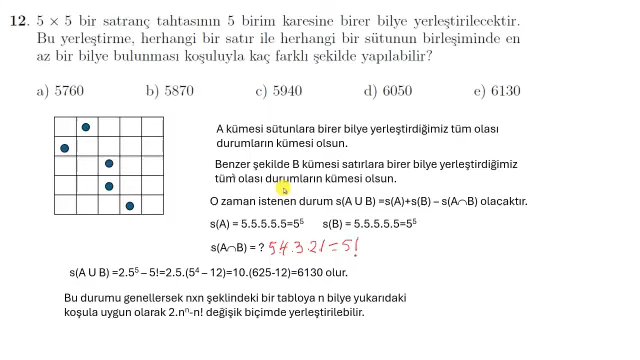 12. 5 × 5 bir satranç tahtasının 5 birim karesine birer bilye yerleştirilecektir.
Bu yerleştirme, herhangi bir satır ile herhangi bir sütunun birleşiminde en
az bir bilye bulunması koşuluyla kaç farklı şekilde yapılabilir?
a) 5760 b) 5870 c) 5940 d) 6050 e) 6130
A kümesi sütunlara birer bilye yerleştirdiğimiz tüm olası
durumların kümesi olsun.
Benzer şekilde B kümesi satırlara birer bilye yerleştirdiğimiz
tüm olası durumların kümesi olsun.
O zaman istenen durum s(A U B) =s(A)+s(B) – s(A∩B) olacaktır.
s(A) = 5.5.5.5.5=5⁵ s(B) = 5.5.5.5.5=5⁵
s(A∩B) = ? 5.4.3.2.1=5!
s(A U B) =2.5⁵ – 5!=2.5.(5⁴ – 12)=10.(625-12)=6130 olur.
Bu durumu genellersek nxn şeklindeki bir tabloya n bilye yukarıdaki
koşula uygun olarak 2.nⁿ-n! değişik biçimde yerleştirilebilir.